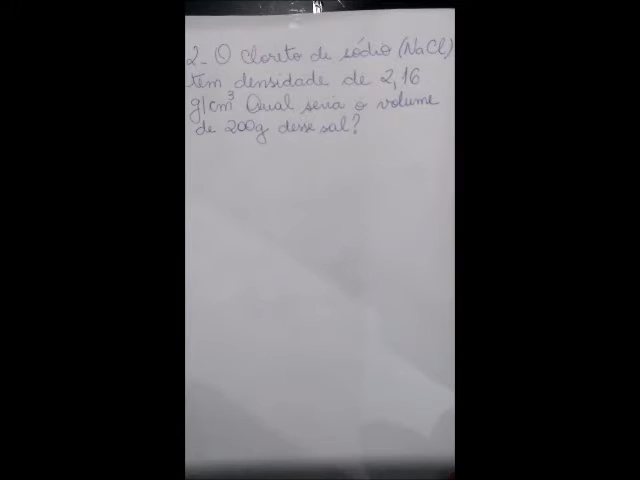 2- O Cloreto de sódio (NaCl)
tem densidade de 2,16
g/cm³ Qual seria o volume
de 200g desse sal?